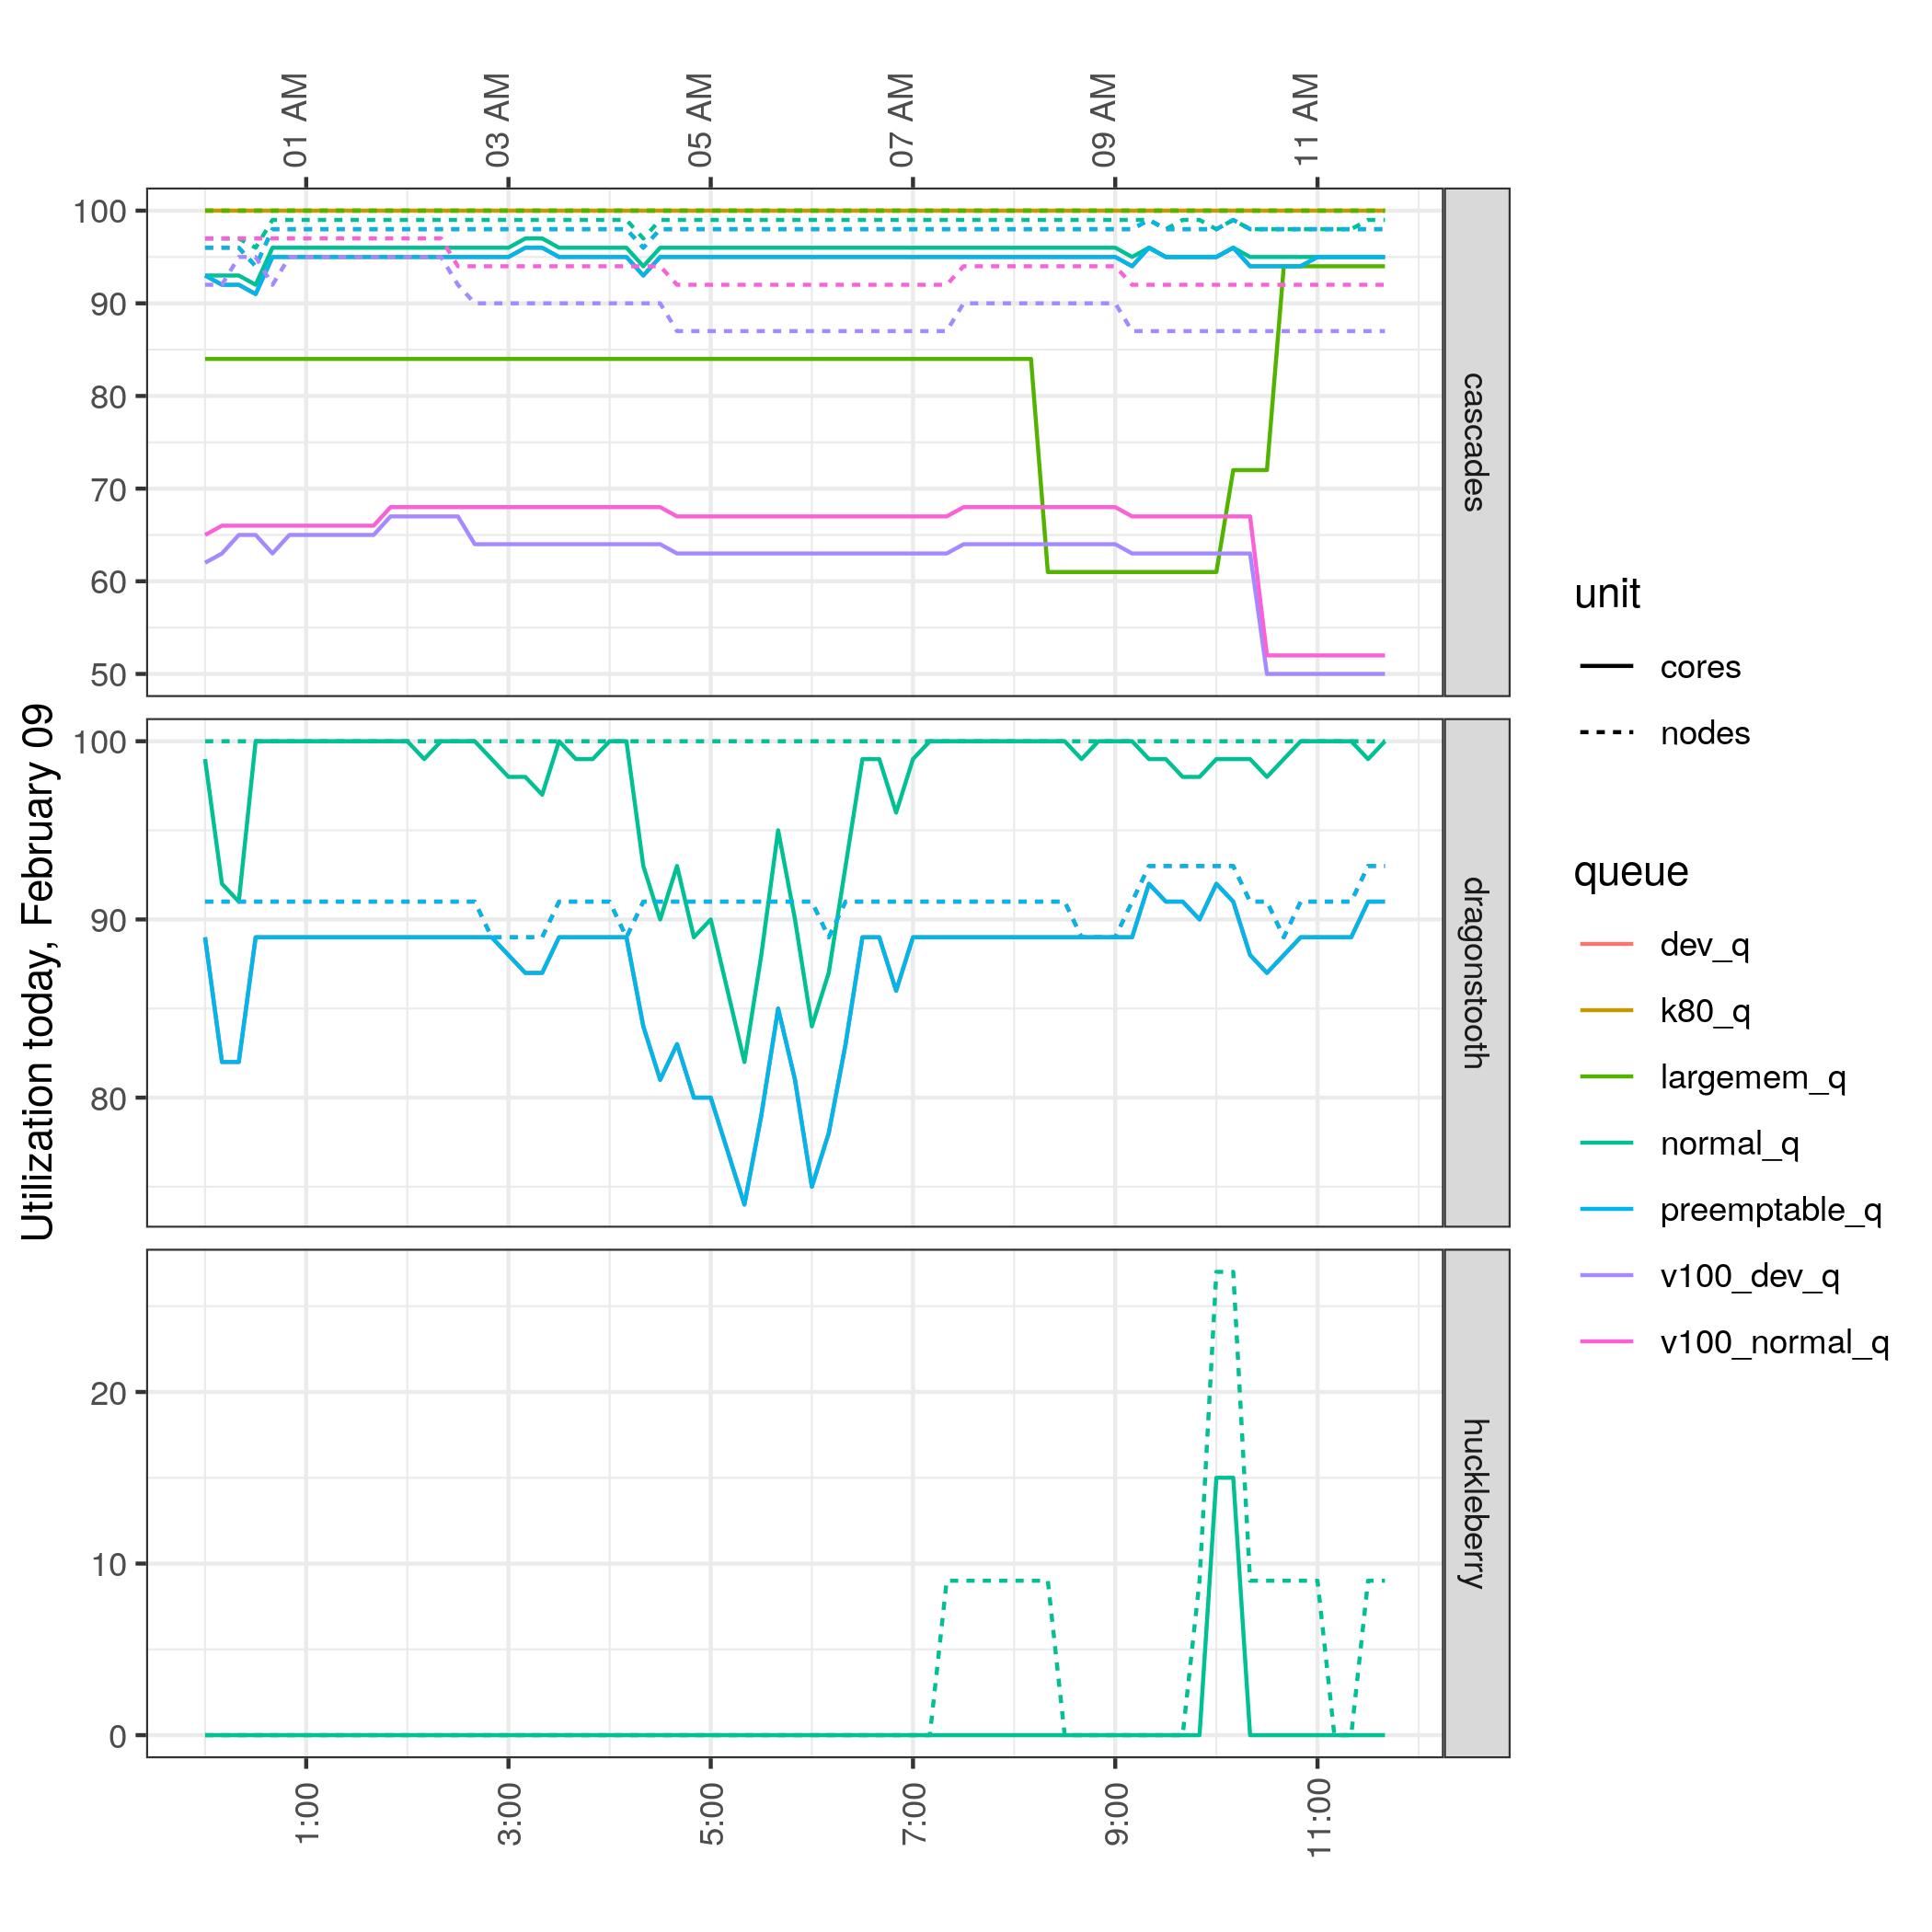 01 AM
03 AM
05 AM
07 AM
09 AM
11 AM
Utilization today, February 09
100
90
80
70
60
50
cascades
100
90
80
dragonstooth
20
10
0
huckleberry
1:00
3:00
5:00
7:00
9:00
11:00
unit
cores
nodes
queue
dev_q
k80_q
largemem_q
normal_q
preemptable_q
v100_dev_q
v100_normal_q